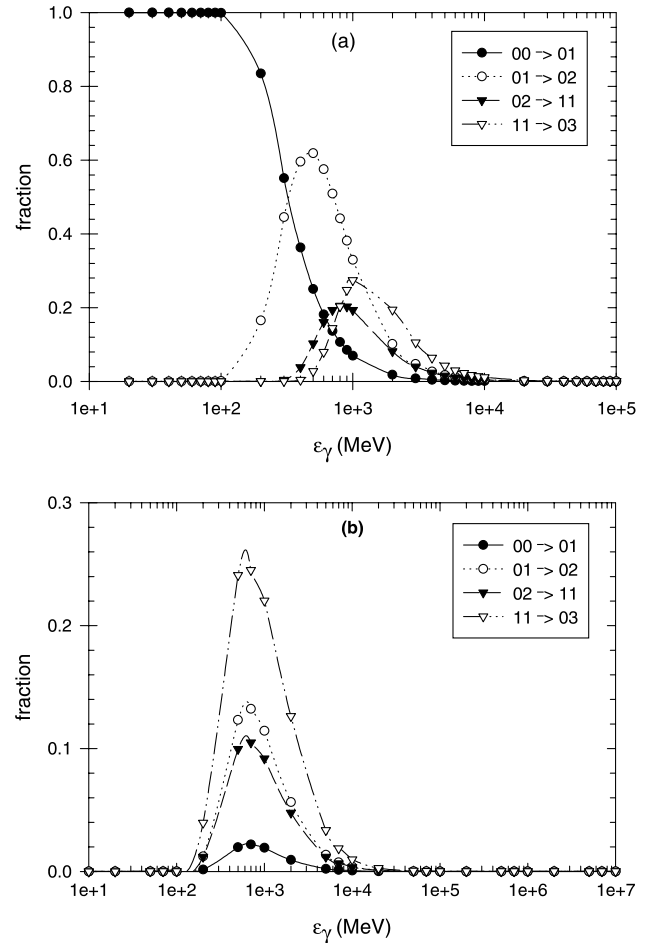 (a)
00 -> 01
01 -> 02
02 -> 11
11 -> 03
1.0
0.8
0.6
0.4
0.2
0.0
fraction
1e+1 1e+2 1e+3 1e+4 1e+5
εγ (MeV)
(b)
00 -> 01
01 -> 02
02 -> 11
11 -> 03
0.3
0.2
0.1
0.0
fraction
1e+1 1e+2 1e+3 1e+4 1e+5 1e+6 1e+7
εγ (MeV)